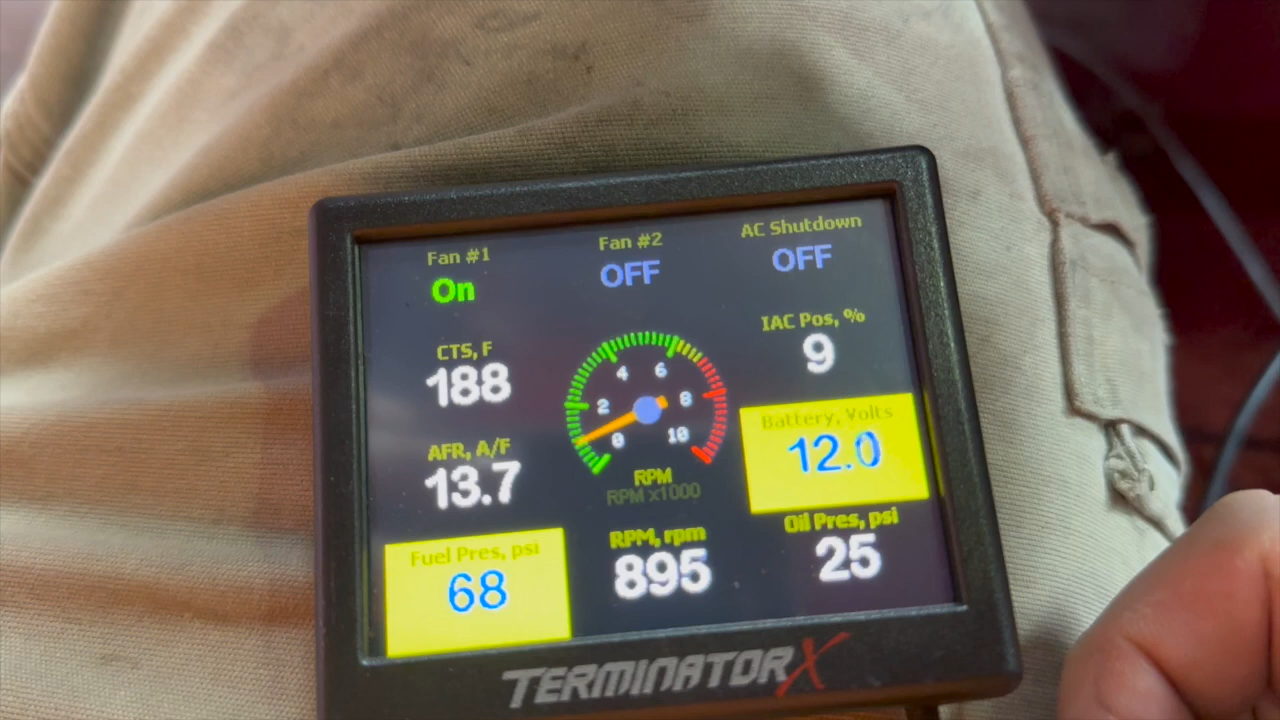 Fan #1
On
Fan #2
OFF
AC Shutdown
OFF
CTS, F
188
IAC Pos, %
9
0
2
4
6
8
10
RPM
RPM x1000
AFR, A/F
13.7
Battery, Volts
12.0
Fuel Pres, psi
68
RPM, rpm
895
Oil Pres, psi
25
TERMINATOR X